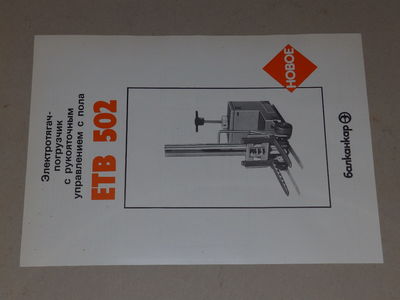 НОВОЕ
Электротягач-
погрузчик
с рукояточным
управлением с пола
ЕТВ 502
балканкар